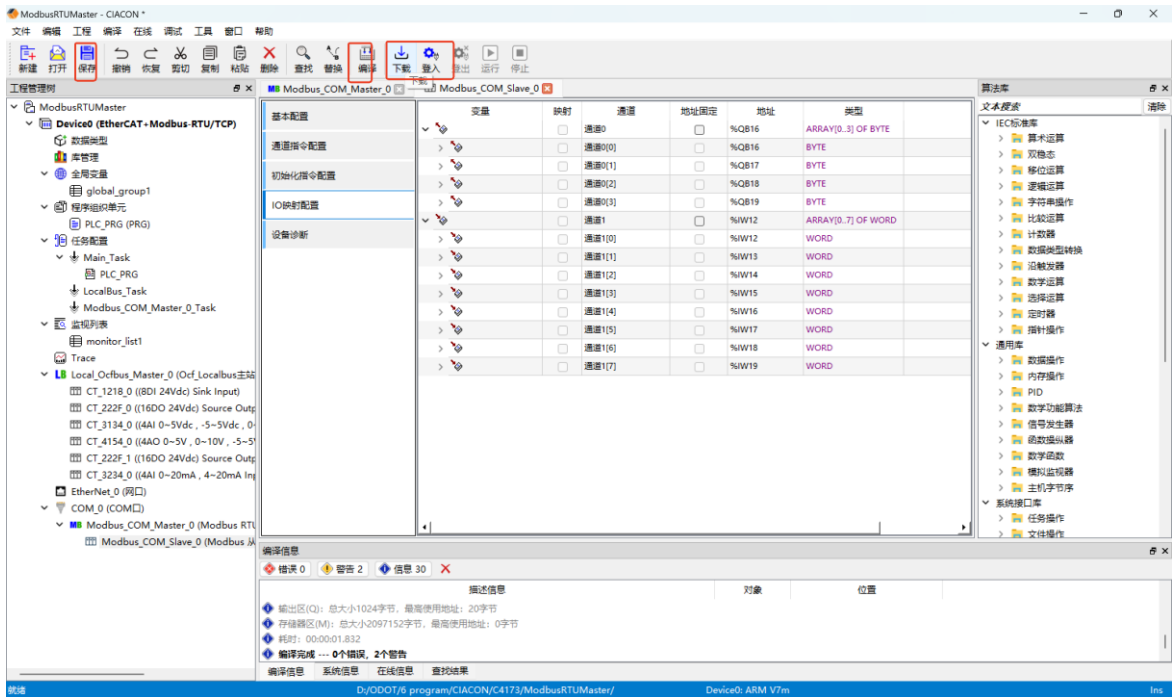 ModbusRTUMaster - CIACON *
文件 编辑 工程 编译 在线 调试 工具 窗口 帮助
新建 打开 保存 撤销 恢复 剪切 复制 粘贴 删除 查找 替换 编译 下载 登入 登出 运行 停止
下载
工程管理树
ModbusRTUMaster
Device0 (EtherCAT+Modbus-RTU/TCP)
数据类型
库管理
全局变量
global_group1
程序组织单元
PLC_PRG (PRG)
任务配置
Main_Task
PLC_PRG
LocalBus_Task
Modbus_COM_Master_0_Task
监视列表
monitor_list1
Trace
Local_Ocfbus_Master_0 (Ocf_Localbus主站
CT_1218_0 ((8DI 24Vdc) Sink Input)
CT_222F_0 ((16DO 24Vdc) Source Outp
CT_3134_0 ((4AI 0~5Vdc , -5~5Vdc , 0-
CT_4154_0 ((4AO 0~5V , 0~10V , -5~5
CT_222F_1 ((16DO 24Vdc) Source Outp
CT_3234_0 ((4AI 0~20mA , 4~20mA Inp
EtherNet_0 (网口)
COM_0 (COM口)
Modbus_COM_Master_0 (Modbus RTU
Modbus_COM_Slave_0 (Modbus 从
MB Modbus_COM_Master_0 Modbus_COM_Slave_0
基本配置
通道指令配置
初始化指令配置
IO映射配置
设备诊断
变量 映射 通道 地址固定 地址 类型
通道0 %QB16 ARRAY[0..3] OF BYTE
通道0[0] %QB16 BYTE
通道0[1] %QB17 BYTE
通道0[2] %QB18 BYTE
通道0[3] %QB19 BYTE
通道1 %IW12 ARRAY[0..7] OF WORD
通道1[0] %IW12 WORD
通道1[1] %IW13 WORD
通道1[2] %IW14 WORD
通道1[3] %IW15 WORD
通道1[4] %IW16 WORD
通道1[5] %IW17 WORD
通道1[6] %IW18 WORD
通道1[7] %IW19 WORD
算法库
文本搜索 清除
IEC标准库
算术运算
双稳态
移位运算
逻辑运算
字符串操作
比较运算
计数器
数据类型转换
沿触发器
数学运算
选择运算
定时器
指针操作
通用库
数据操作
内存操作
PID
数学功能算法
信号发生器
函数操纵器
数学函数
模拟监视器
主机字节序
系统接口库
任务操作
文件操作
编译信息
错误 0 警告 2 信息 30
描述信息 对象 位置
输出区(Q)：总大小1024字节，最高使用地址：20字节
存储器区(M)：总大小2097152字节，最高使用地址：0字节
耗时：00:00:01.832
编译完成 --- 0个错误，2个警告
编译信息 系统信息 在线信息 查找结果
就绪 D:/ODOT/6 program/CIACON/C4173/ModbusRTUMaster/ Device0: ARM V7m Ins